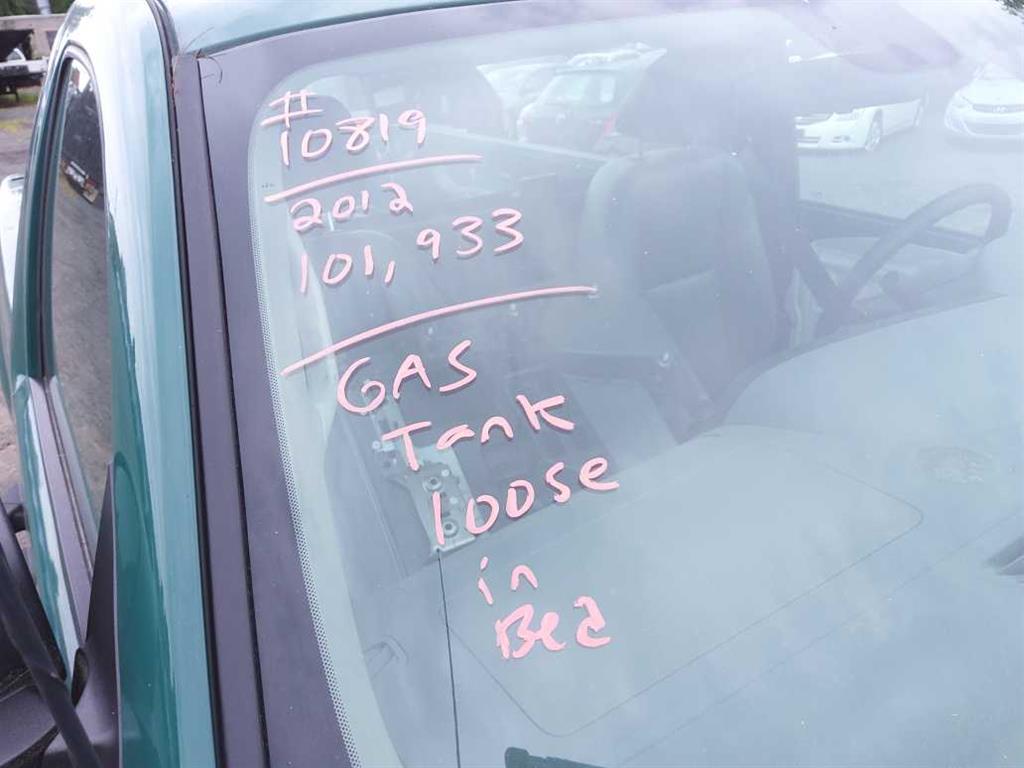 #
10819
2012
101,933
GAS
Tank
loose
in
Bed